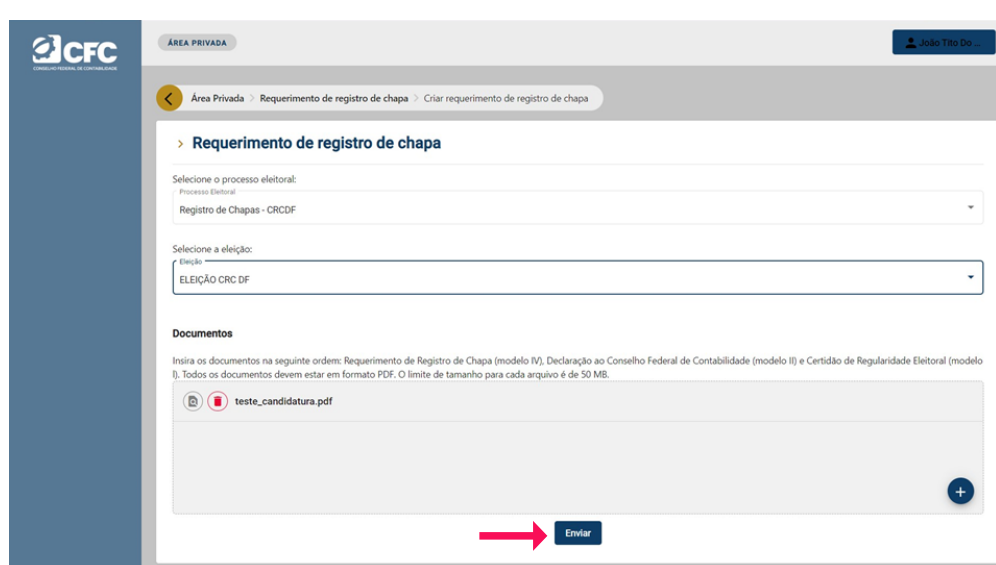 CFC
CONSELHO FEDERAL DE CONTABILIDADE
ÁREA PRIVADA
João Tito Do ...
Área Privada > Requerimento de registro de chapa > Criar requerimento de registro de chapa
> Requerimento de registro de chapa
Selecione o processo eleitoral:
Processo Eleitoral
Registro de Chapas - CRCDF
Selecione a eleição:
Eleição
ELEIÇÃO CRC DF
Documentos
Insira os documentos na seguinte ordem: Requerimento de Registro de Chapa (modelo IV), Declaração ao Conselho Federal de Contabilidade (modelo II) e Certidão de Regularidade Eleitoral (modelo
I). Todos os documentos devem estar em formato PDF. O limite de tamanho para cada arquivo é de 50 MB.
teste_candidatura.pdf
+
Enviar